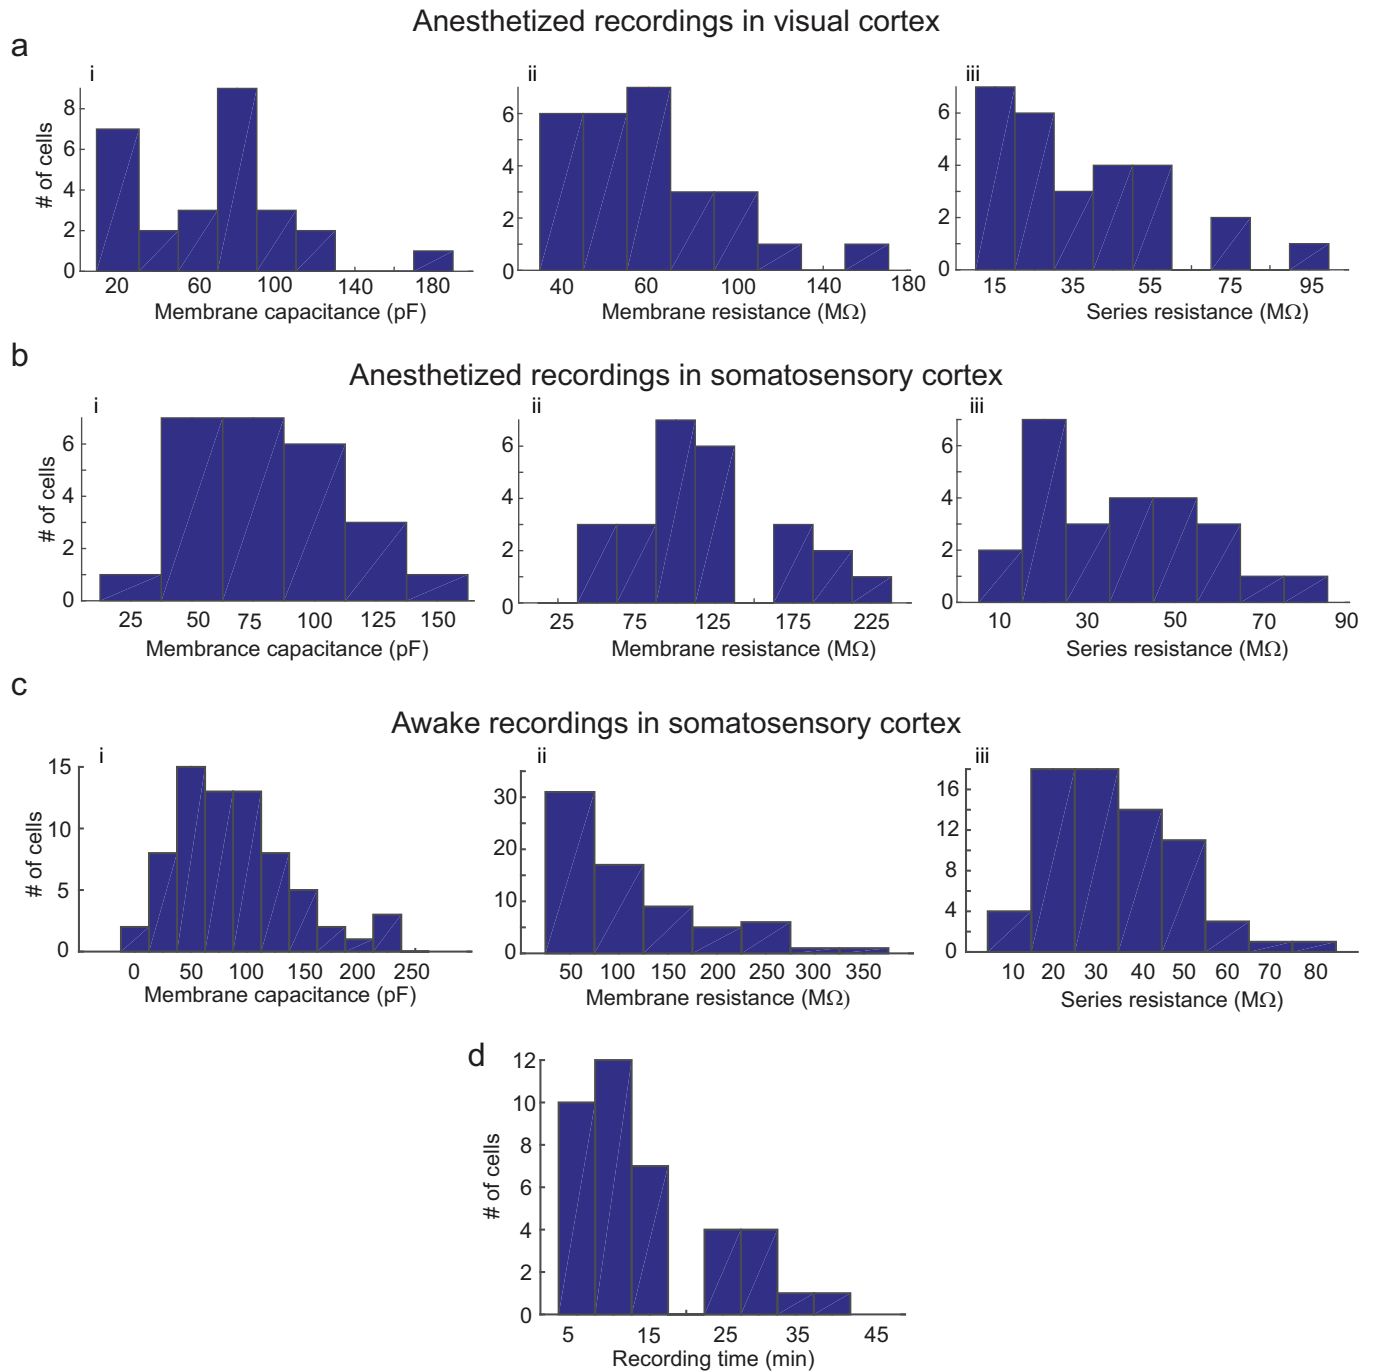 Anesthetized recordings in visual cortex
a
i
ii
iii
# of cells
8
6
4
2
0
6
4
2
0
6
4
2
0
20 60 100 140 180
40 60 100 140 180
15 35 55 75 95
Membrane capacitance (pF)
Membrane resistance (MΩ)
Series resistance (MΩ)
b
Anesthetized recordings in somatosensory cortex
i
ii
iii
# of cells
6
4
2
0
6
4
2
0
6
4
2
0
25 50 75 100 125 150
25 75 125 175 225
10 30 50 70 90
Membrance capacitance (pF)
Membrane resistance (MΩ)
Series resistance (MΩ)
c
Awake recordings in somatosensory cortex
i
ii
iii
# of cells
15
10
5
0
30
20
10
0
16
12
8
4
0
0 50 100 150 200 250
50 100 150 200 250 300 350
10 20 30 40 50 60 70 80
Membrane capacitance (pF)
Membrane resistance (MΩ)
Series resistance (MΩ)
d
# of cells
12
10
8
6
4
2
0
5 15 25 35 45
Recording time (min)